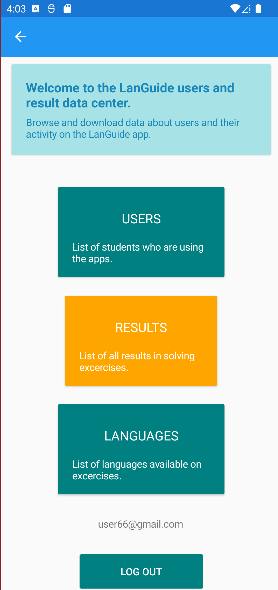 4:03
Welcome to the LanGuide users and
result data center.
Browse and download data about users and their
activity on the LanGuide app.
USERS
List of students who are using
the apps.
RESULTS
List of all results in solving
excercises.
LANGUAGES
List of languages available on
excercises.
user66@gmail.com
LOG OUT